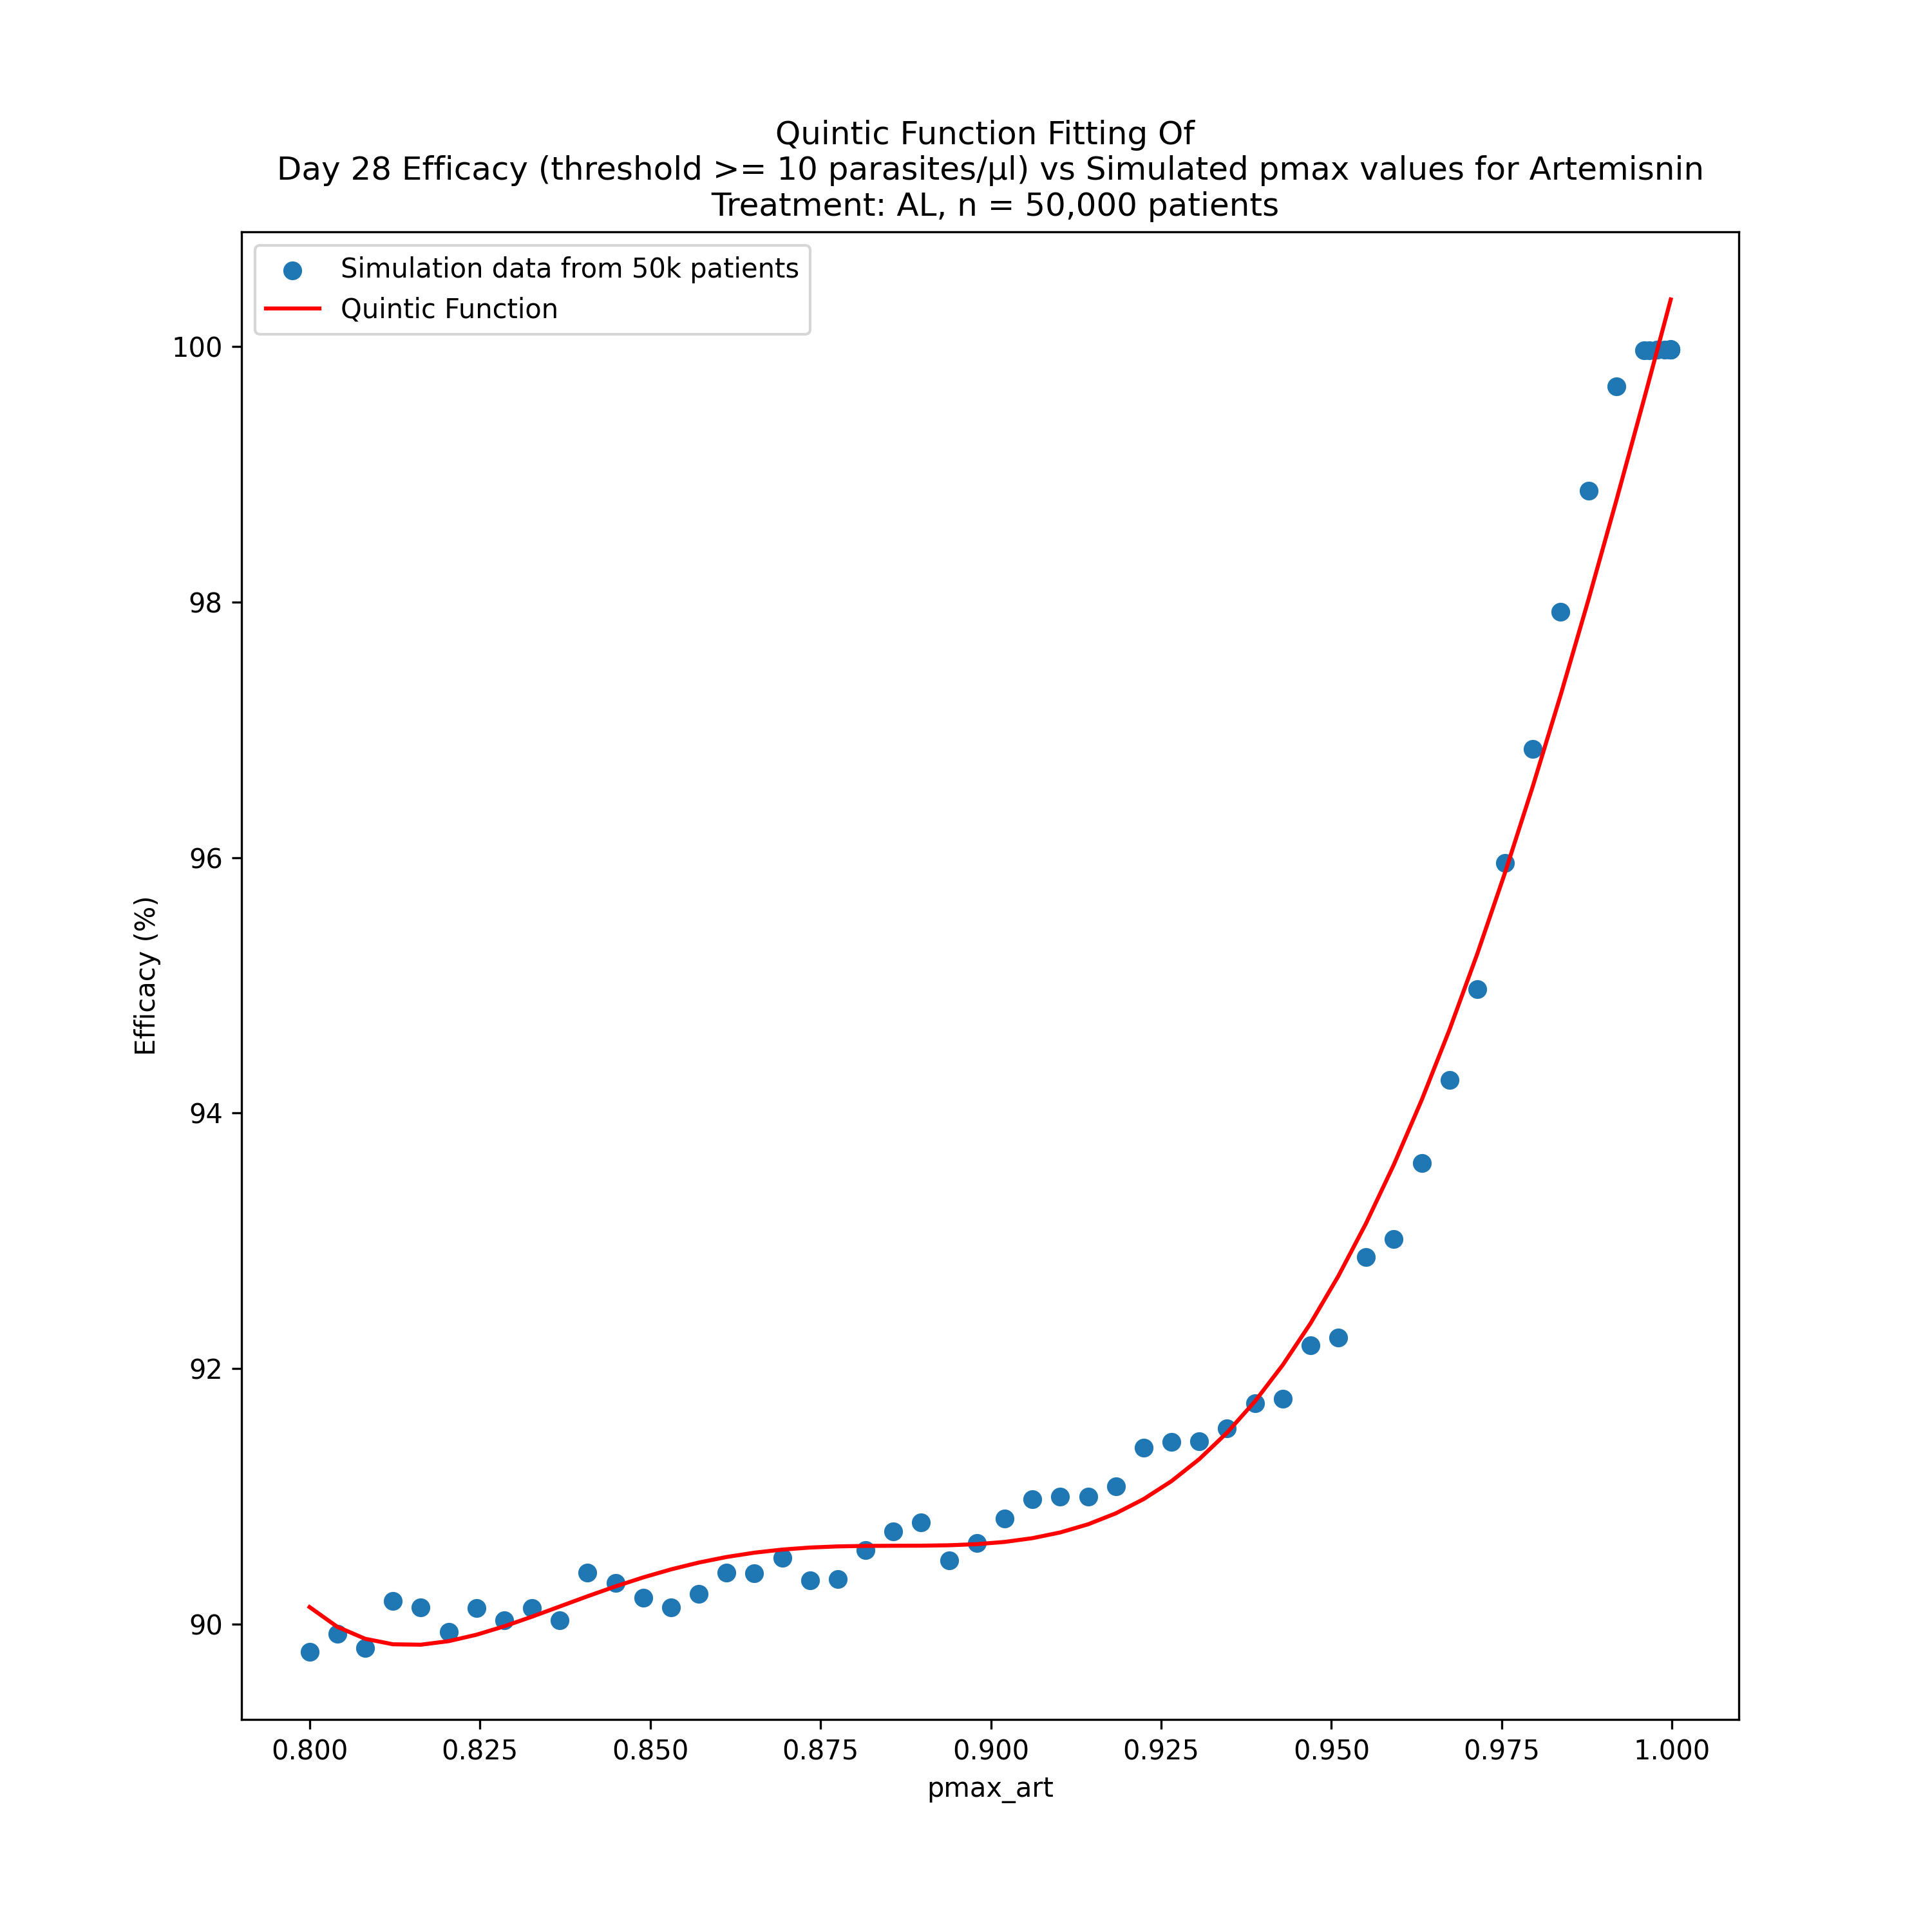 Quintic Function Fitting Of
Day 28 Efficacy (threshold >= 10 parasites/μl) vs Simulated pmax values for Artemisnin
Treatment: AL, n = 50,000 patients
Simulation data from 50k patients
Quintic Function
100
98
96
94
92
90
Efficacy (%)
0.800 0.825 0.850 0.875 0.900 0.925 0.950 0.975 1.000
pmax_art